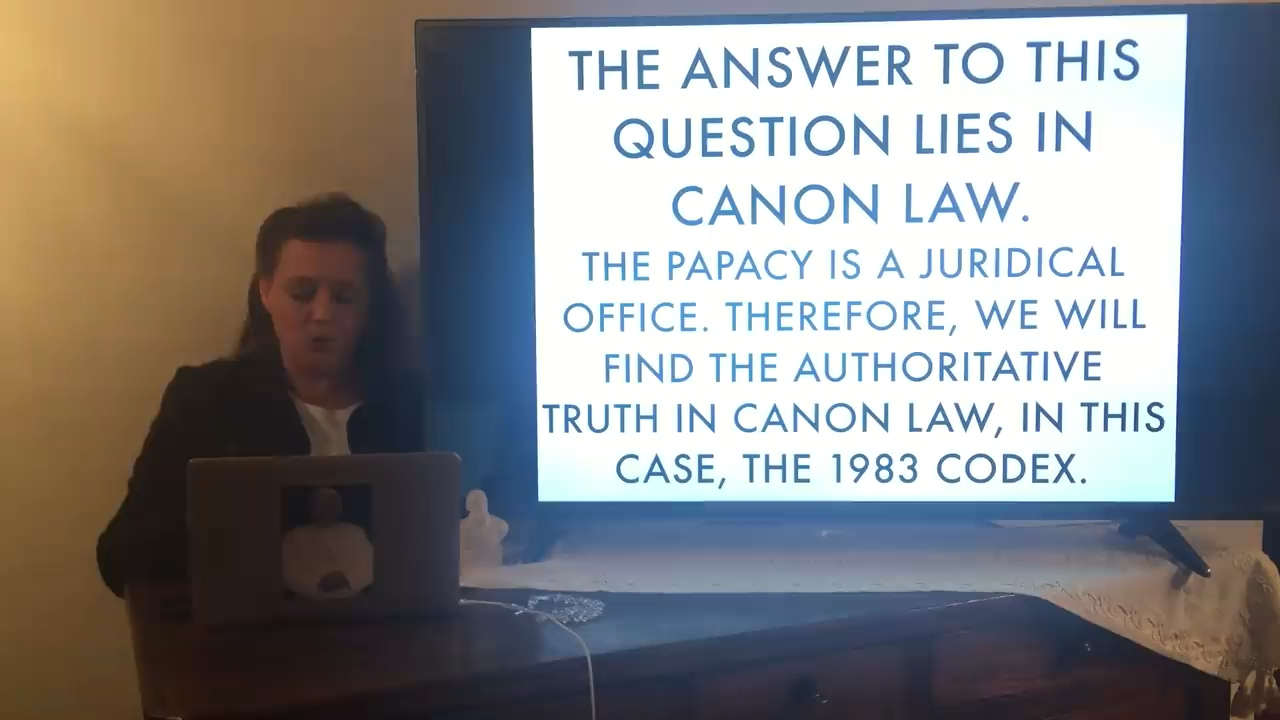 THE ANSWER TO THIS
QUESTION LIES IN
CANON LAW.
THE PAPACY IS A JURIDICAL
OFFICE. THEREFORE, WE WILL
FIND THE AUTHORITATIVE
TRUTH IN CANON LAW, IN THIS
CASE, THE 1983 CODEX.